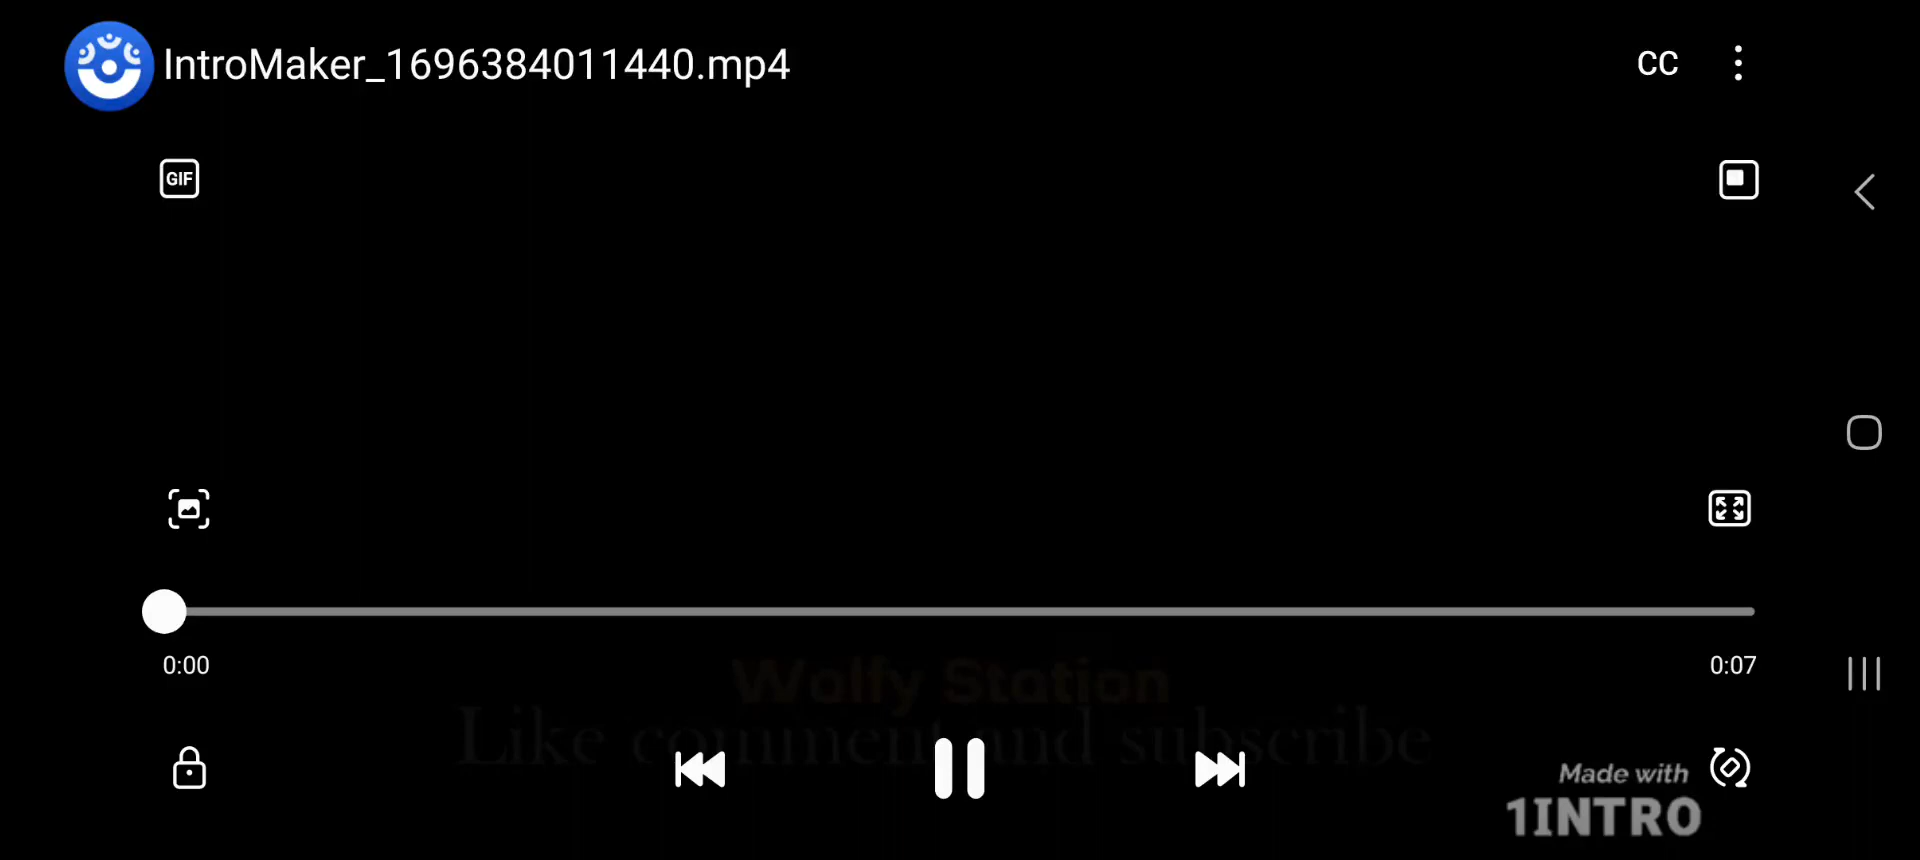 IntroMaker_1696384011440.mp4
CC
GIF
0:00
0:07
Wolfy Station
Like comment and subscribe
Made with
1INTRO